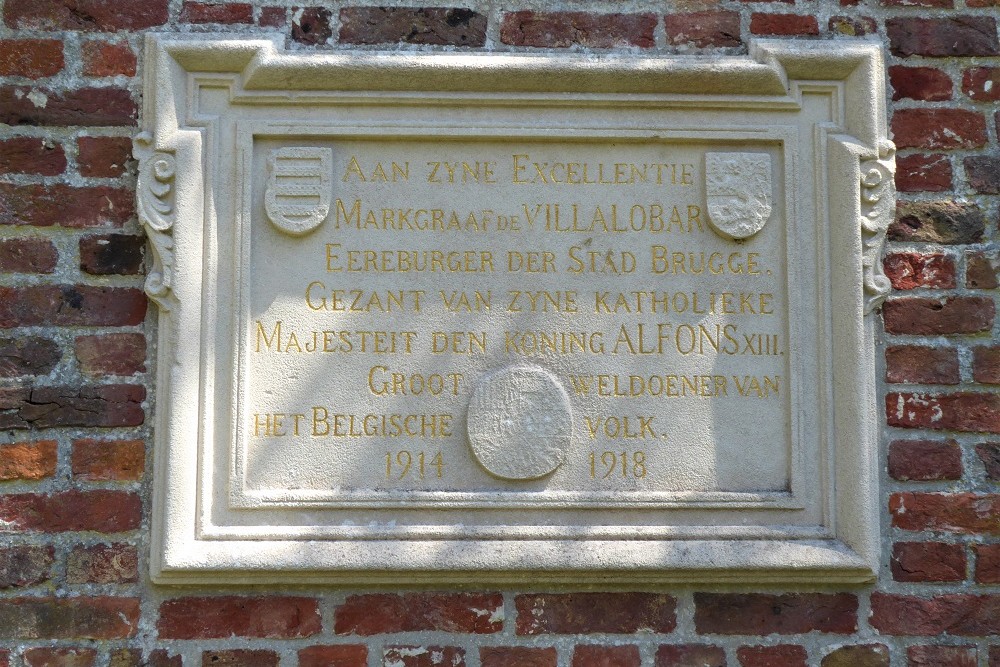 AAN ZYNE EXCELLENTIE
MARKGRAAF DE VILLALOBAR
EEREBURGER DER STAD BRUGGE.
GEZANT VAN ZYNE KATHOLIEKE
MAJESTEIT DEN KONING ALFONS XIII.
GROOT WELDOENER VAN
HET BELGISCHE VOLK.
1914 1918